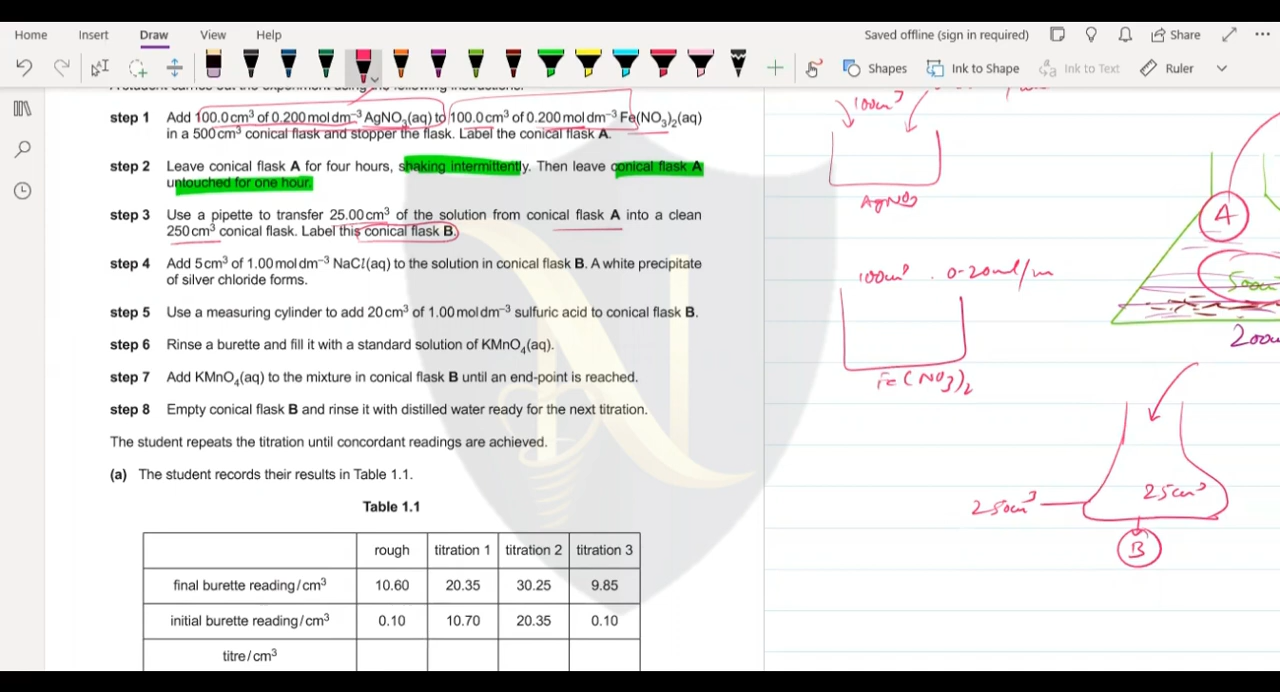 Home Insert Draw View Help
Saved offline (sign in required) Share
Shapes Ink to Shape Ink to Text Ruler
step 1 Add 100.0 cm³ of 0.200 mol dm⁻³ AgNO₃(aq) to 100.0 cm³ of 0.200 mol dm⁻³ Fe(NO₃)₂(aq)
in a 500 cm³ conical flask and stopper the flask. Label the conical flask A.
step 2 Leave conical flask A for four hours, shaking intermittently. Then leave conical flask A
untouched for one hour.
step 3 Use a pipette to transfer 25.00 cm³ of the solution from conical flask A into a clean
250 cm³ conical flask. Label this conical flask B.
step 4 Add 5 cm³ of 1.00 mol dm⁻³ NaCl(aq) to the solution in conical flask B. A white precipitate
of silver chloride forms.
step 5 Use a measuring cylinder to add 20 cm³ of 1.00 mol dm⁻³ sulfuric acid to conical flask B.
step 6 Rinse a burette and fill it with a standard solution of KMnO₄(aq).
step 7 Add KMnO₄(aq) to the mixture in conical flask B until an end-point is reached.
step 8 Empty conical flask B and rinse it with distilled water ready for the next titration.
The student repeats the titration until concordant readings are achieved.
(a) The student records their results in Table 1.1.
Table 1.1
rough titration 1 titration 2 titration 3
final burette reading/cm³ 10.60 20.35 30.25 9.85
initial burette reading/cm³ 0.10 10.70 20.35 0.10
titre/cm³
100cm³
AgNO₃
A
100cm³ . 0.20mol/m
Fe(NO₃)₂
25cm³
250cm³
B